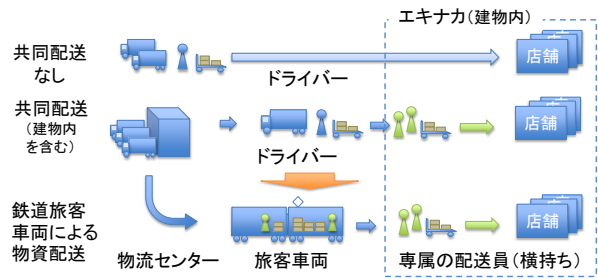 エキナカ(建物内)
共同配送
なし
ドライバー
店舗
共同配送
(建物内
を含む)
ドライバー
店舗
鉄道旅客
車両による
物資配送
店舗
物流センター
旅客車両
専属の配送員(横持ち)